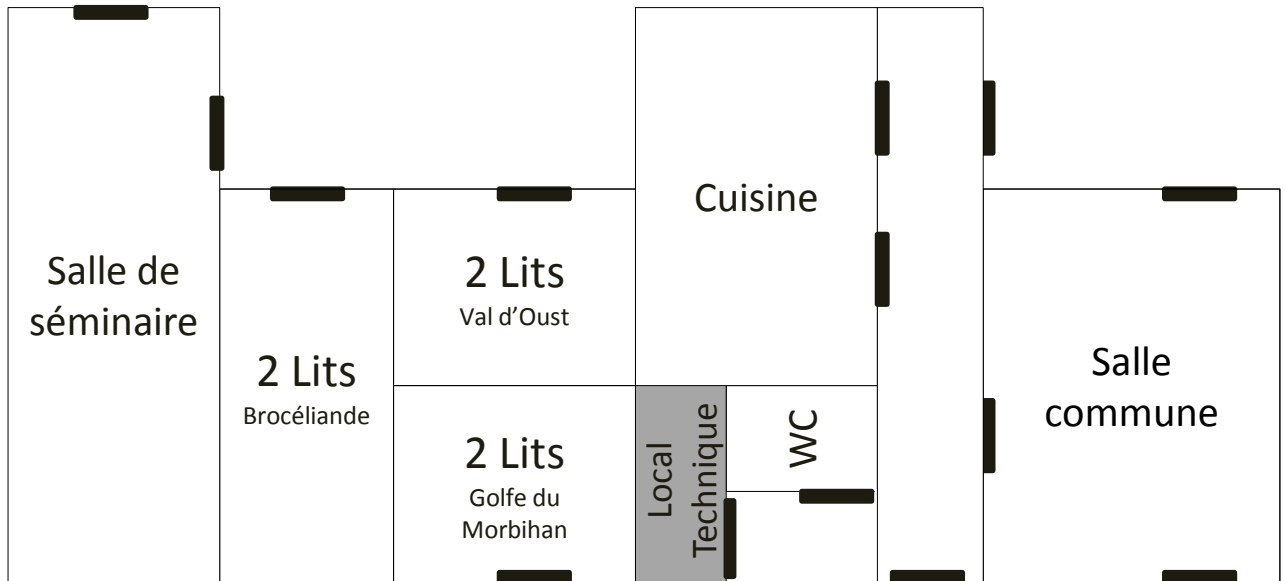 Salle de
séminaire
2 Lits
Brocéliande
2 Lits
Val d’Oust
2 Lits
Golfe du
Morbihan
Cuisine
Local
Technique
WC
Salle
commune